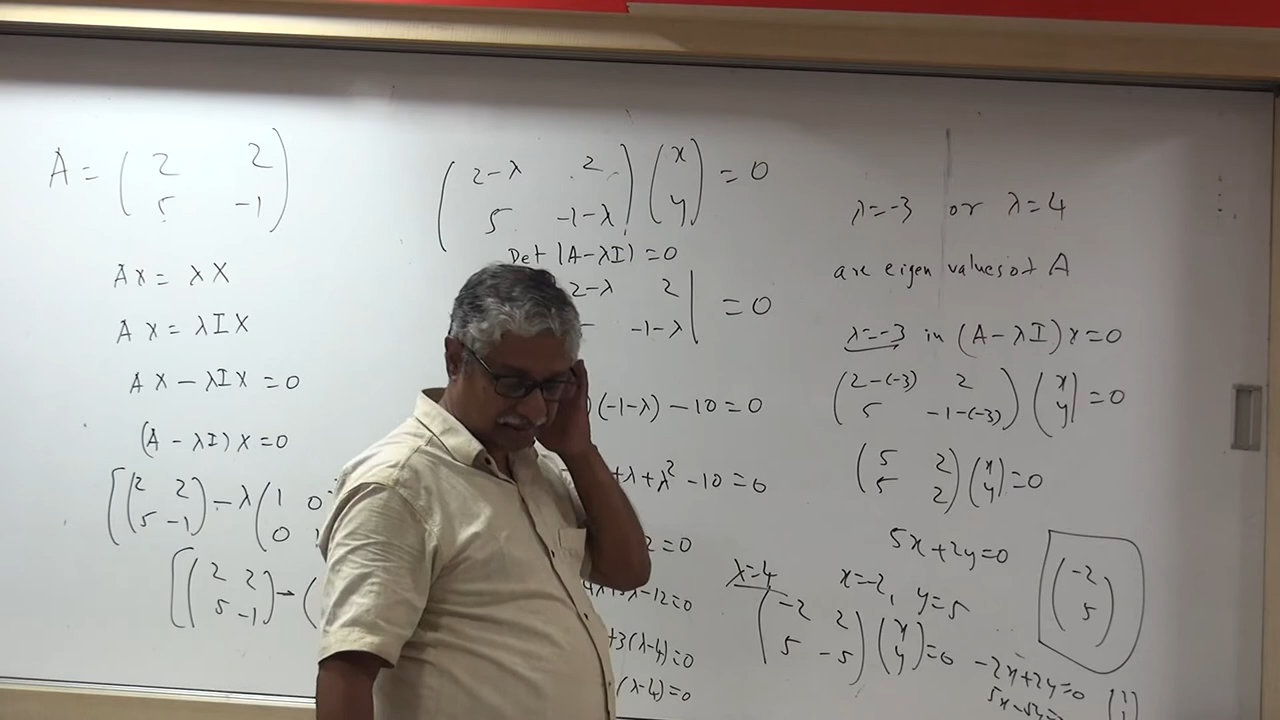 A = ( 2 2
5 -1 )
AX = λX
AX = λIX
AX - λIX = 0
(A - λI) X = 0
[ ( 2 2
5 -1 ) - λ ( 1 0
0
[ ( 2 2
5 -1 ) - (
( 2-λ 2
5 -1-λ ) ( x
y ) = 0
Det (A-λI) = 0
2-λ 2
-1-λ | = 0
)(-1-λ) - 10 = 0
+λ+λ² - 10 = 0
2 = 0
-12 = 0
+3(λ-4) = 0
(λ-4) = 0
λ=-3 or λ=4
are eigen values of A
λ=-3 in (A-λI) x = 0
( 2-(-3) 2
5 -1-(-3) ) ( x
y ) = 0
( 5 2
5 2 ) ( x
y ) = 0
5x+2y=0
x=-2, y=5
( -2
5 )
λ=4
( -2 2
5 -5 ) ( x
y ) = 0
-2x+2y=0
5x-5y=
( 1
1